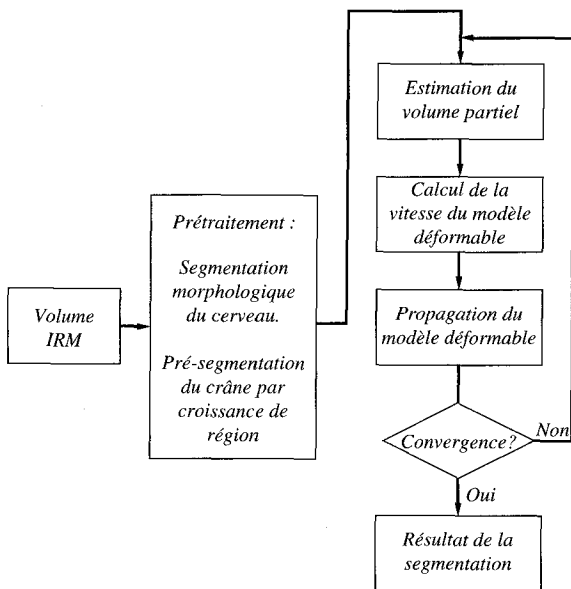 Volume
IRM
Prétraitement :
Segmentation
morphologique
du cerveau.
Pré-segmentation
du crâne par
croissance de
région
Estimation du
volume partiel
Calcul de la
vitesse du modèle
déformable
Propagation du
modèle déformable
Convergence?
Non
Oui
Résultat de la
segmentation